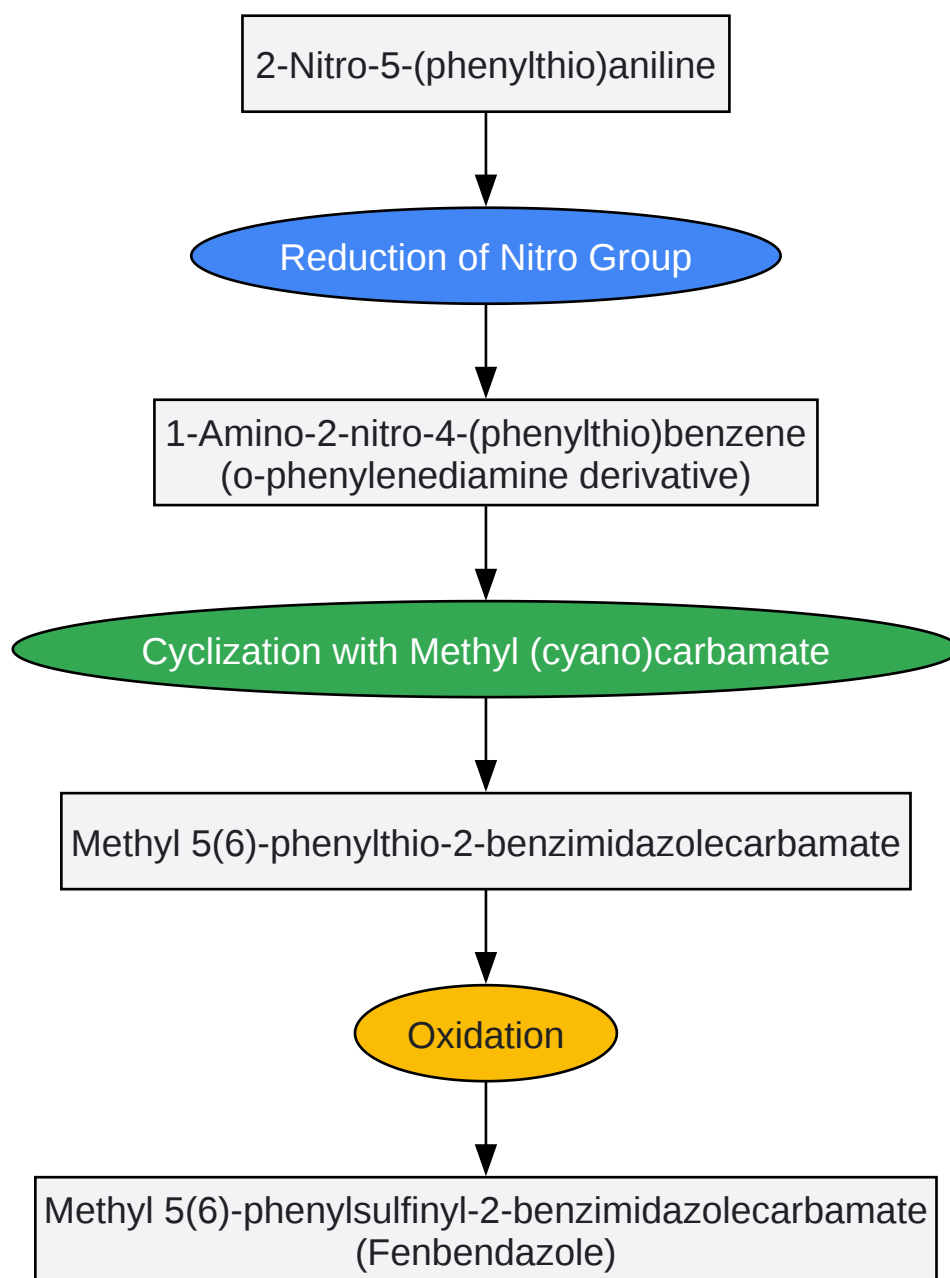 2-Nitro-5-(phenylthio)aniline
Reduction of Nitro Group
1-Amino-2-nitro-4-(phenylthio)benzene
(o-phenylenediamine derivative)
Cyclization with Methyl (cyano)carbamate
Methyl 5(6)-phenylthio-2-benzimidazolecarbamate
Oxidation
Methyl 5(6)-phenylsulfinyl-2-benzimidazolecarbamate
(Fenbendazole)